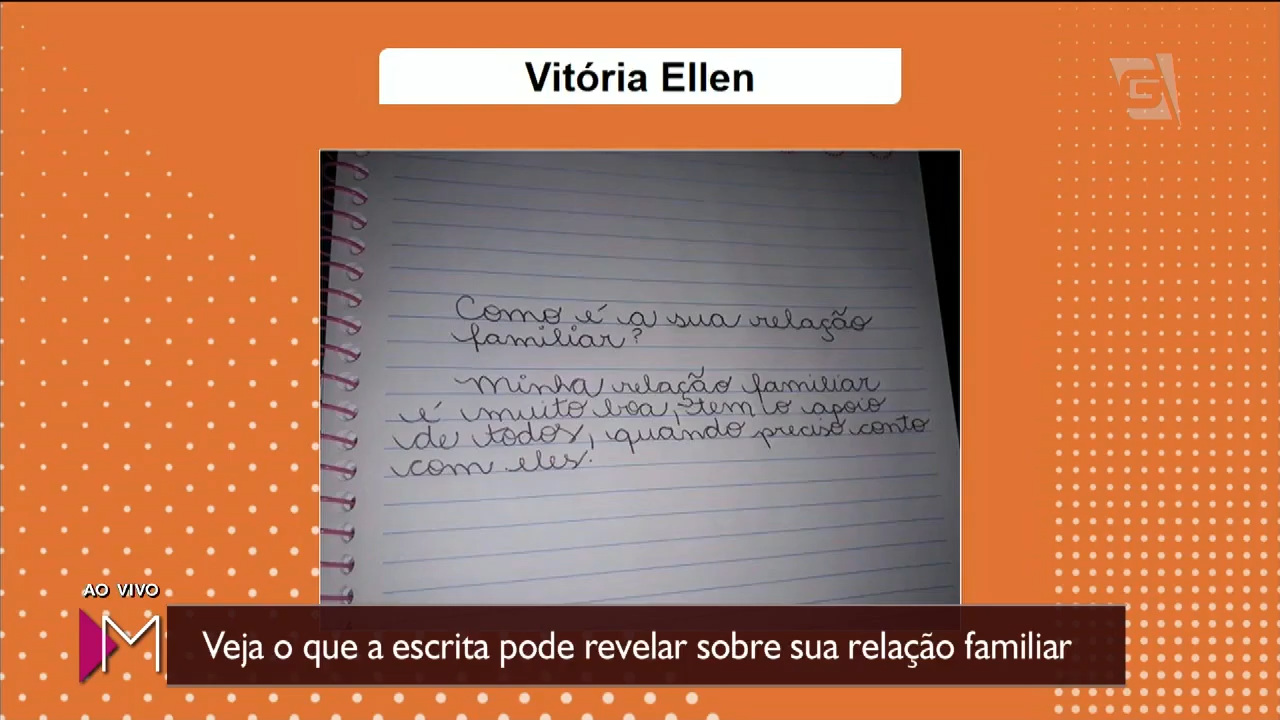 Vitória Ellen
G
Como é a sua relação
familiar?
Minha relação familiar
é muito boa, tem o apoio
de todos, quando preciso conto
com eles.
AO VIVO
M
Veja o que a escrita pode revelar sobre sua relação familiar